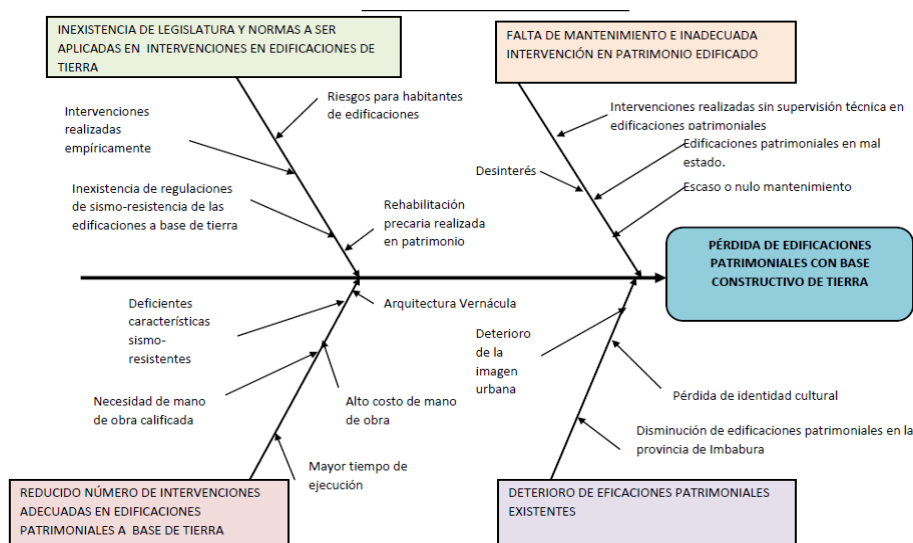 INEXISTENCIA DE LEGISLATURA Y NORMAS A SER
APLICADAS EN INTERVENCIONES EN EDIFICACIONES DE
TIERRA
FALTA DE MANTENIMIENTO E INADECUADA
INTERVENCIÓN EN PATRIMONIO EDIFICADO
Riesgos para habitantes
de edificaciones
Intervenciones
realizadas
empíricamente
Inexistencia de regulaciones
de sismo-resistencia de las
edificaciones a base de tierra
Rehabilitación
precaria realizada
en patrimonio
Intervenciones realizadas sin supervisión técnica en
edificaciones patrimoniales
Edificaciones patrimoniales en mal
estado.
Desinterés
Escaso o nulo mantenimiento
PÉRDIDA DE EDIFICACIONES
PATRIMONIALES CON BASE
CONSTRUCTIVO DE TIERRA
Deficientes
características
sismo-
resistentes
Arquitectura Vernácula
Necesidad de mano
de obra calificada
Alto costo de mano
de obra
Mayor tiempo de
ejecución
Deterioro
de la
imagen
urbana
Pérdida de identidad cultural
Disminución de edificaciones patrimoniales en la
provincia de Imbabura
REDUCIDO NÚMERO DE INTERVENCIONES
ADECUADAS EN EDIFICACIONES
PATRIMONIALES A BASE DE TIERRA
DETERIORO DE EFICACIONES PATRIMONIALES
EXISTENTES